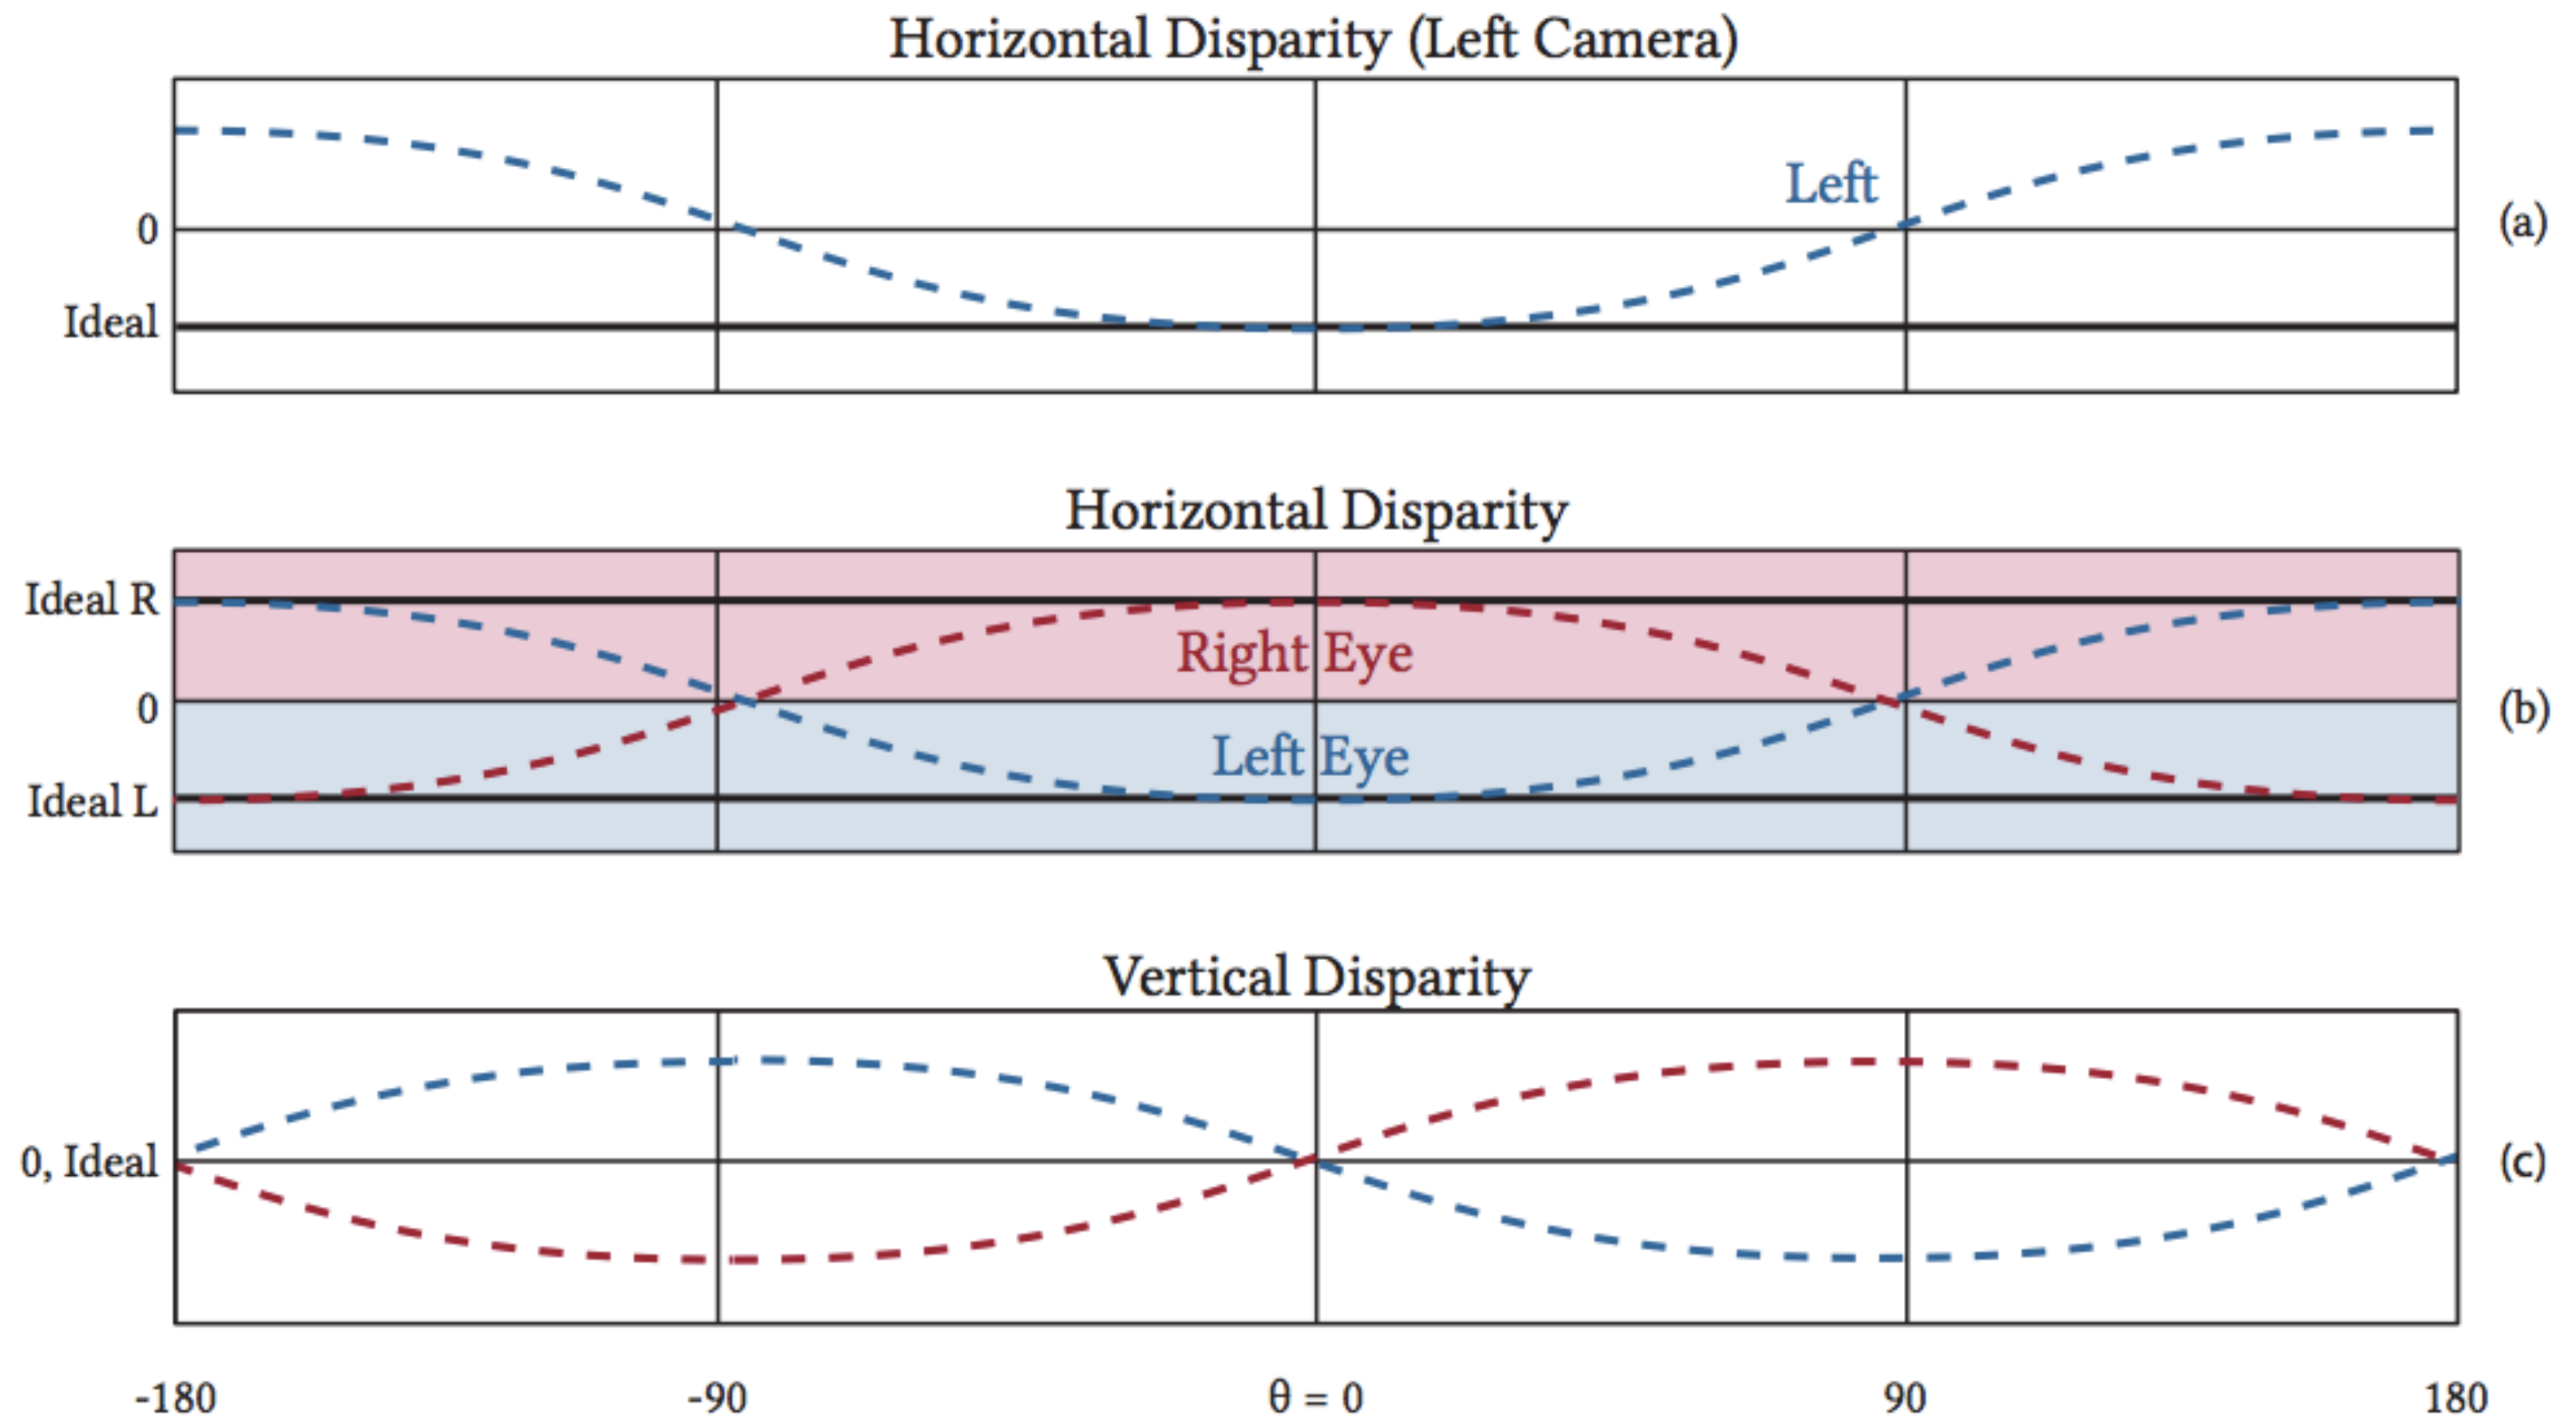 Horizontal Disparity (Left Camera)
Left
0
(a)
Ideal
Horizontal Disparity
Ideal R
Right Eye
0
(b)
Left Eye
Ideal L
Vertical Disparity
0, Ideal
(c)
-180 -90 θ = 0 90 180